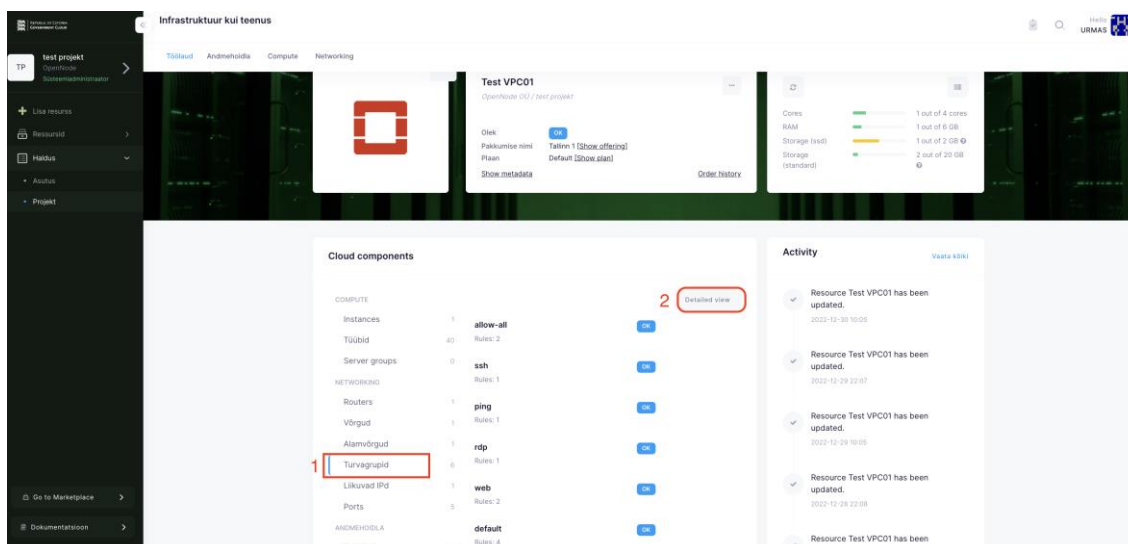 REPUBLIC OF ESTONIA
GOVERNMENT CLOUD
TP
test projekt
OpenNode
Süsteemiadministraator
Lisa resurss
Ressursid
Haldus
Asutus
Projekt
Go to Marketplace
Dokumentatsioon
Infrastruktuur kui teenus
Hello
URMAS
Töölaud Andmehoidla Compute Networking
Test VPC01
OpenNode OÜ / test projekt
Olek OK
Pakkumise nimi Tallinn 1 [Show offering]
Plaan Default [Show plan]
Show metadata Order history
Cores 1 out of 4 cores
RAM 1 out of 6 GB
Storage (ssd) 1 out of 2 GB
Storage (standard) 2 out of 20 GB
Cloud components
2 Detailed view
COMPUTE
Instances 1
Tüübid 40
Server groups 0
NETWORKING
Routers 1
Võrgud 1
Alamvõrgud 1
1 Turvagrupid 6
Liikuvad IPd 1
Ports 5
ANDMEHOIDLA
allow-all OK
Rules: 2
ssh OK
Rules: 1
ping OK
Rules: 1
rdp OK
Rules: 1
web OK
Rules: 2
default OK
Rules: 4
Activity Vaata kõiki
Resource Test VPC01 has been
updated.
2022-12-30 10:05
Resource Test VPC01 has been
updated.
2022-12-29 22:07
Resource Test VPC01 has been
updated.
2022-12-29 10:05
Resource Test VPC01 has been
updated.
2022-12-28 22:08
Resource Test VPC01 has been